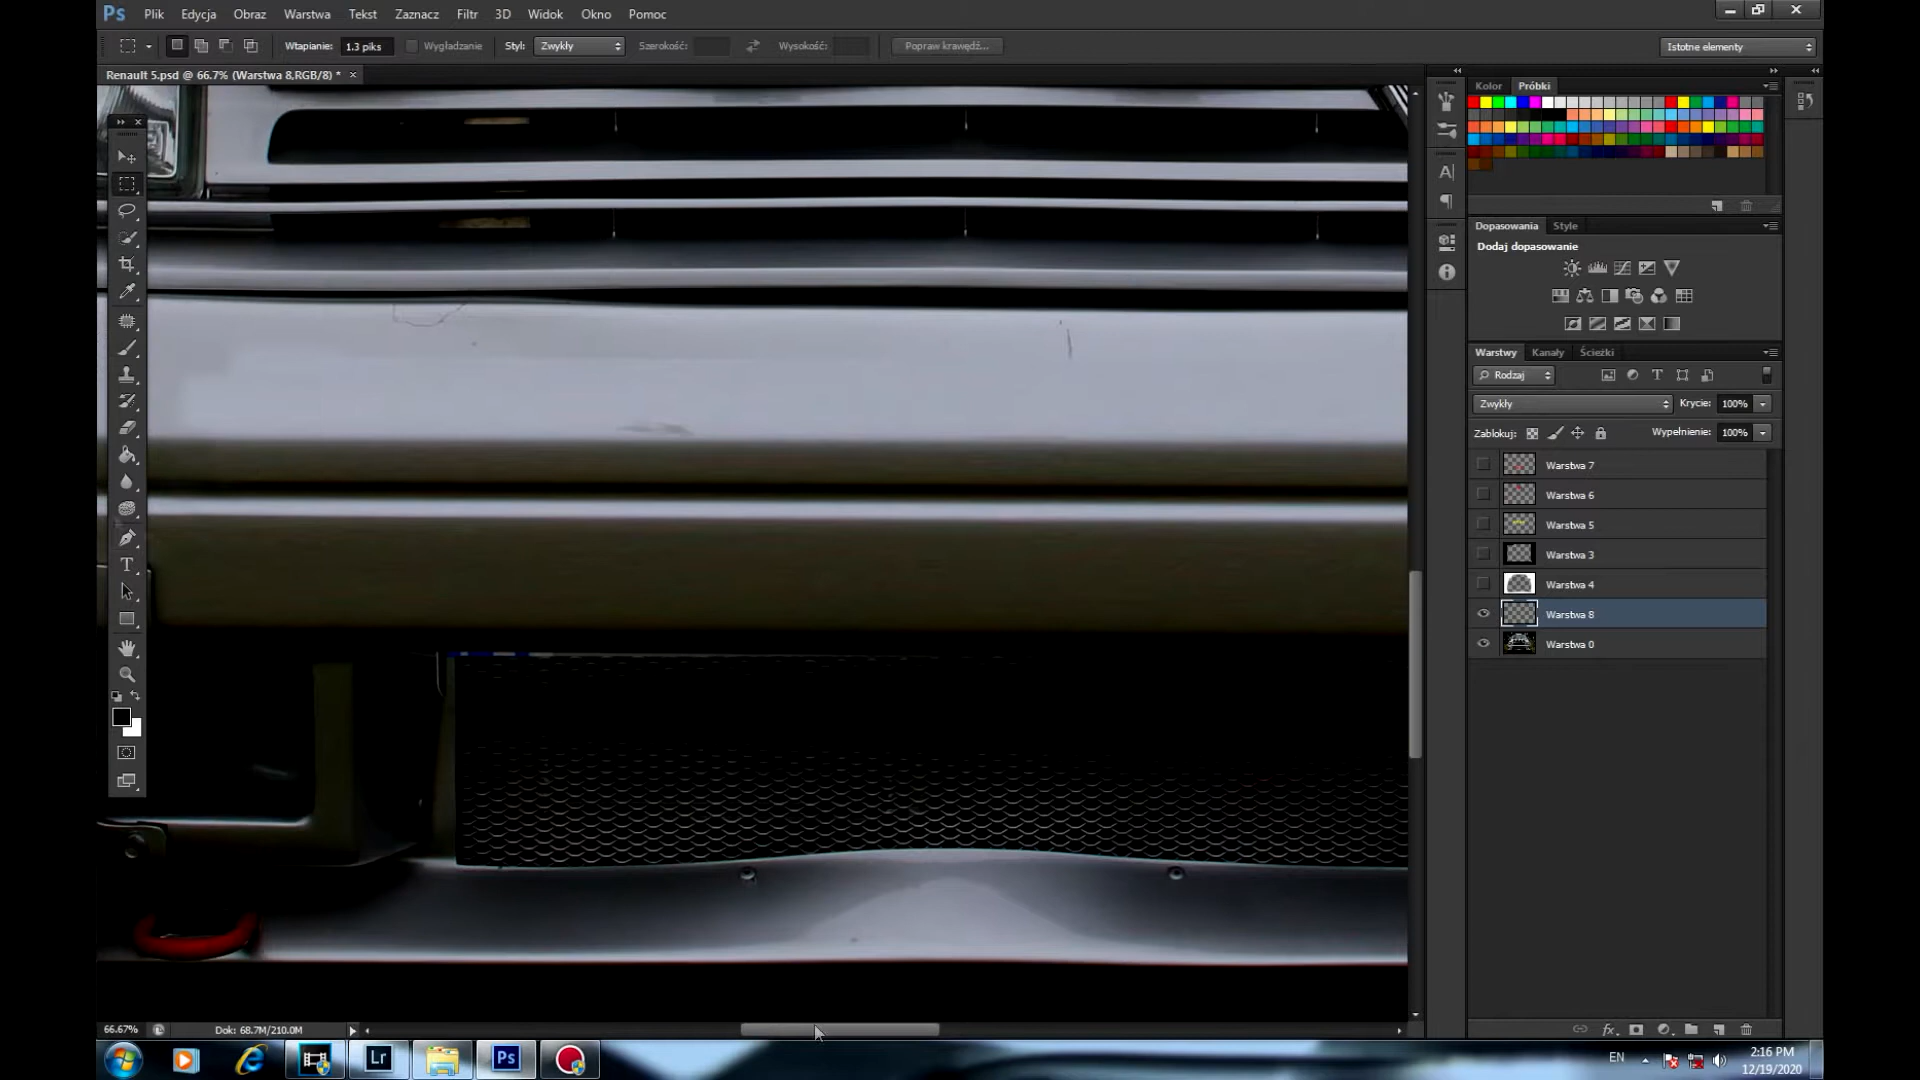 Ps Plik Edycja Obraz Warstwa Tekst Zaznacz Filtr 3D Widok Okno Pomoc
Wtapianie: 1.3 piks Wygładzanie Styl: Zwykły Szerokość: Wysokość: Popraw krawędź... Istotne elementy
Renault 5.psd @ 66.7% (Warstwa 8,RGB/8) *
Kolor Próbki
Dopasowania Style
Dodaj dopasowanie
Warstwy Kanały Ścieżki
Rodzaj
Zwykły Krycie: 100%
Zablokuj: Wypełnienie: 100%
Warstwa 7
Warstwa 6
Warstwa 5
Warstwa 3
Warstwa 4
Warstwa 8
Warstwa 0
66.67% Dok: 68.7M/210.0M
Lr Ps EN 2:16 PM
12/19/2020